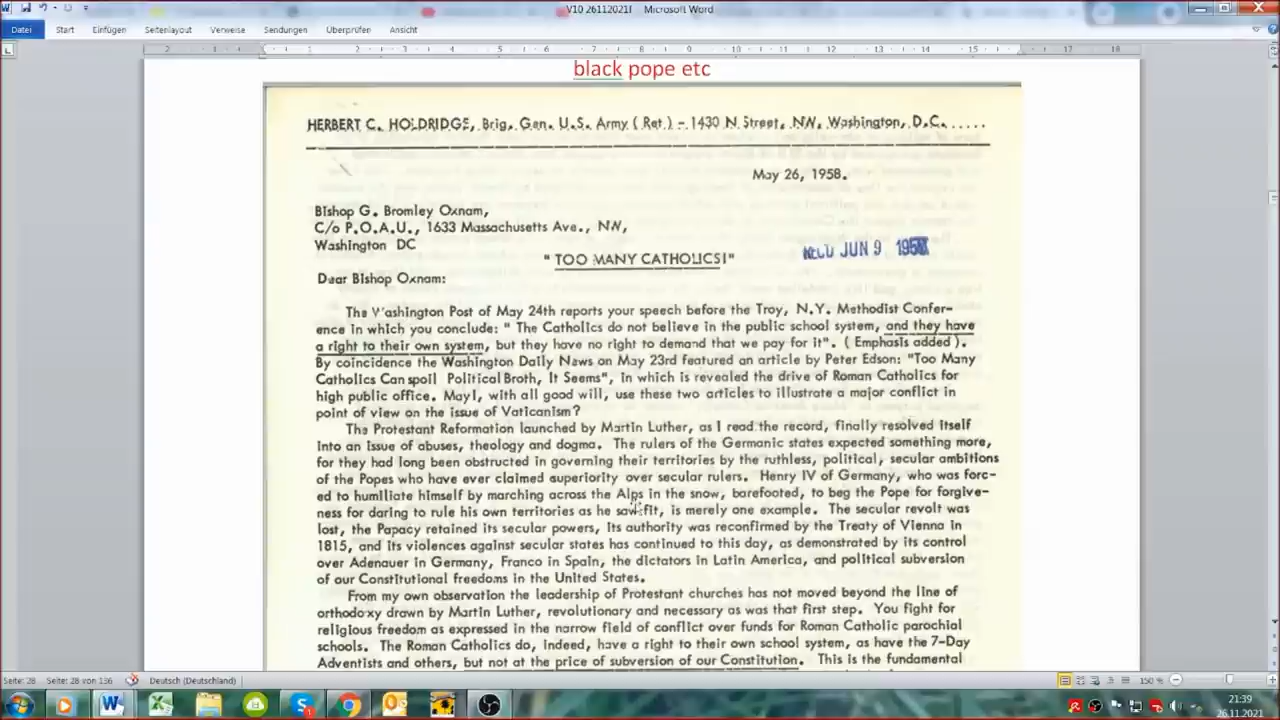 V10 26112021f - Microsoft Word
Datei Start Einfügen Seitenlayout Verweise Sendungen Überprüfen Ansicht
2 1 1 2 3 4 5 6 7 8 9 10 11 12 13 14 15 17 18
black pope etc
HERBERT C. HOLDRIDGE, Brig. Gen. U.S. Army ( Ret.) - 1430 N Street, NW, Washington, D.C. .....
May 26, 1958.
Bishop G. Bromley Oxnam,
C/o P.O.A.U., 1633 Massachusetts Ave., NW,
Washington DC
REC'D JUN 9 1958
" TOO MANY CATHOLICS!"
Dear Bishop Oxnam:
The Washington Post of May 24th reports your speech before the Troy, N.Y. Methodist Confer-
ence in which you conclude: " The Catholics do not believe in the public school system, and they have
a right to their own system, but they have no right to demand that we pay for it". ( Emphasis added ).
By coincidence the Washington Daily News on May 23rd featured an article by Peter Edson: "Too Many
Catholics Can spoil Political Broth, It Seems", in which is revealed the drive of Roman Catholics for
high public office. May I, with all good will, use these two articles to illustrate a major conflict in
point of view on the issue of Vaticanism?
The Protestant Reformation launched by Martin Luther, as I read the record, finally resolved itself
into an issue of abuses, theology and dogma. The rulers of the Germanic states expected something more,
for they had long been obstructed in governing their territories by the ruthless, political, secular ambitions
of the Popes who have ever claimed superiority over secular rulers. Henry IV of Germany, who was forc-
ed to humiliate himself by marching across the Alps in the snow, barefooted, to beg the Pope for forgive-
ness for daring to rule his own territories as he saw fit, is merely one example. The secular revolt was
lost, the Papacy retained its secular powers, its authority was reconfirmed by the Treaty of Vienna in
1815, and its violences against secular states has continued to this day, as demonstrated by its control
over Adenauer in Germany, Franco in Spain, the dictators in Latin America, and political subversion
of our Constitutional freedoms in the United States.
From my own observation the leadership of Protestant churches has not moved beyond the line of
orthodoxy drawn by Martin Luther, revolutionary and necessary as was that first step. You fight for
religious freedom as expressed in the narrow field of conflict over funds for Roman Catholic parochial
schools. The Roman Catholics do, indeed, have a right to their own school system, as have the 7-Day
Adventists and others, but not at the price of subversion of our Constitution. This is the fundamental
Seite: 28 Seite: 28 von 136 Deutsch (Deutschland) 150 %
21:39
26.11.2021